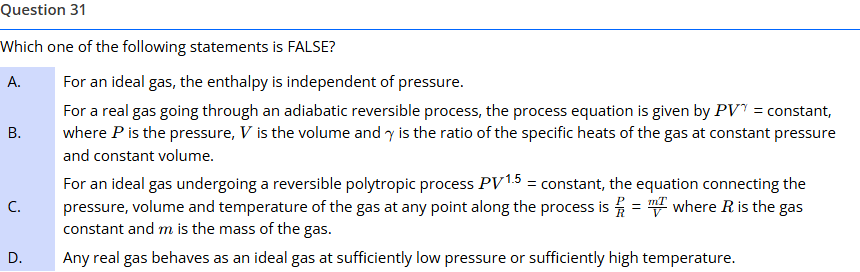 Question 31
Which one of the following statements is FALSE?
A. For an ideal gas, the enthalpy is independent of pressure.
For a real gas going through an adiabatic reversible process, the process equation is given by $PV^{\gamma}$ = constant,
B. where $P$ is the pressure, $V$ is the volume and $\gamma$ is the ratio of the specific heats of the gas at constant pressure
and constant volume.
For an ideal gas undergoing a reversible polytropic process $PV^{1.5}$ = constant, the equation connecting the
C. pressure, volume and temperature of the gas at any point along the process is $\frac{P}{R} = \frac{mT}{V}$ where $R$ is the gas
constant and $m$ is the mass of the gas.
D. Any real gas behaves as an ideal gas at sufficiently low pressure or sufficiently high temperature.